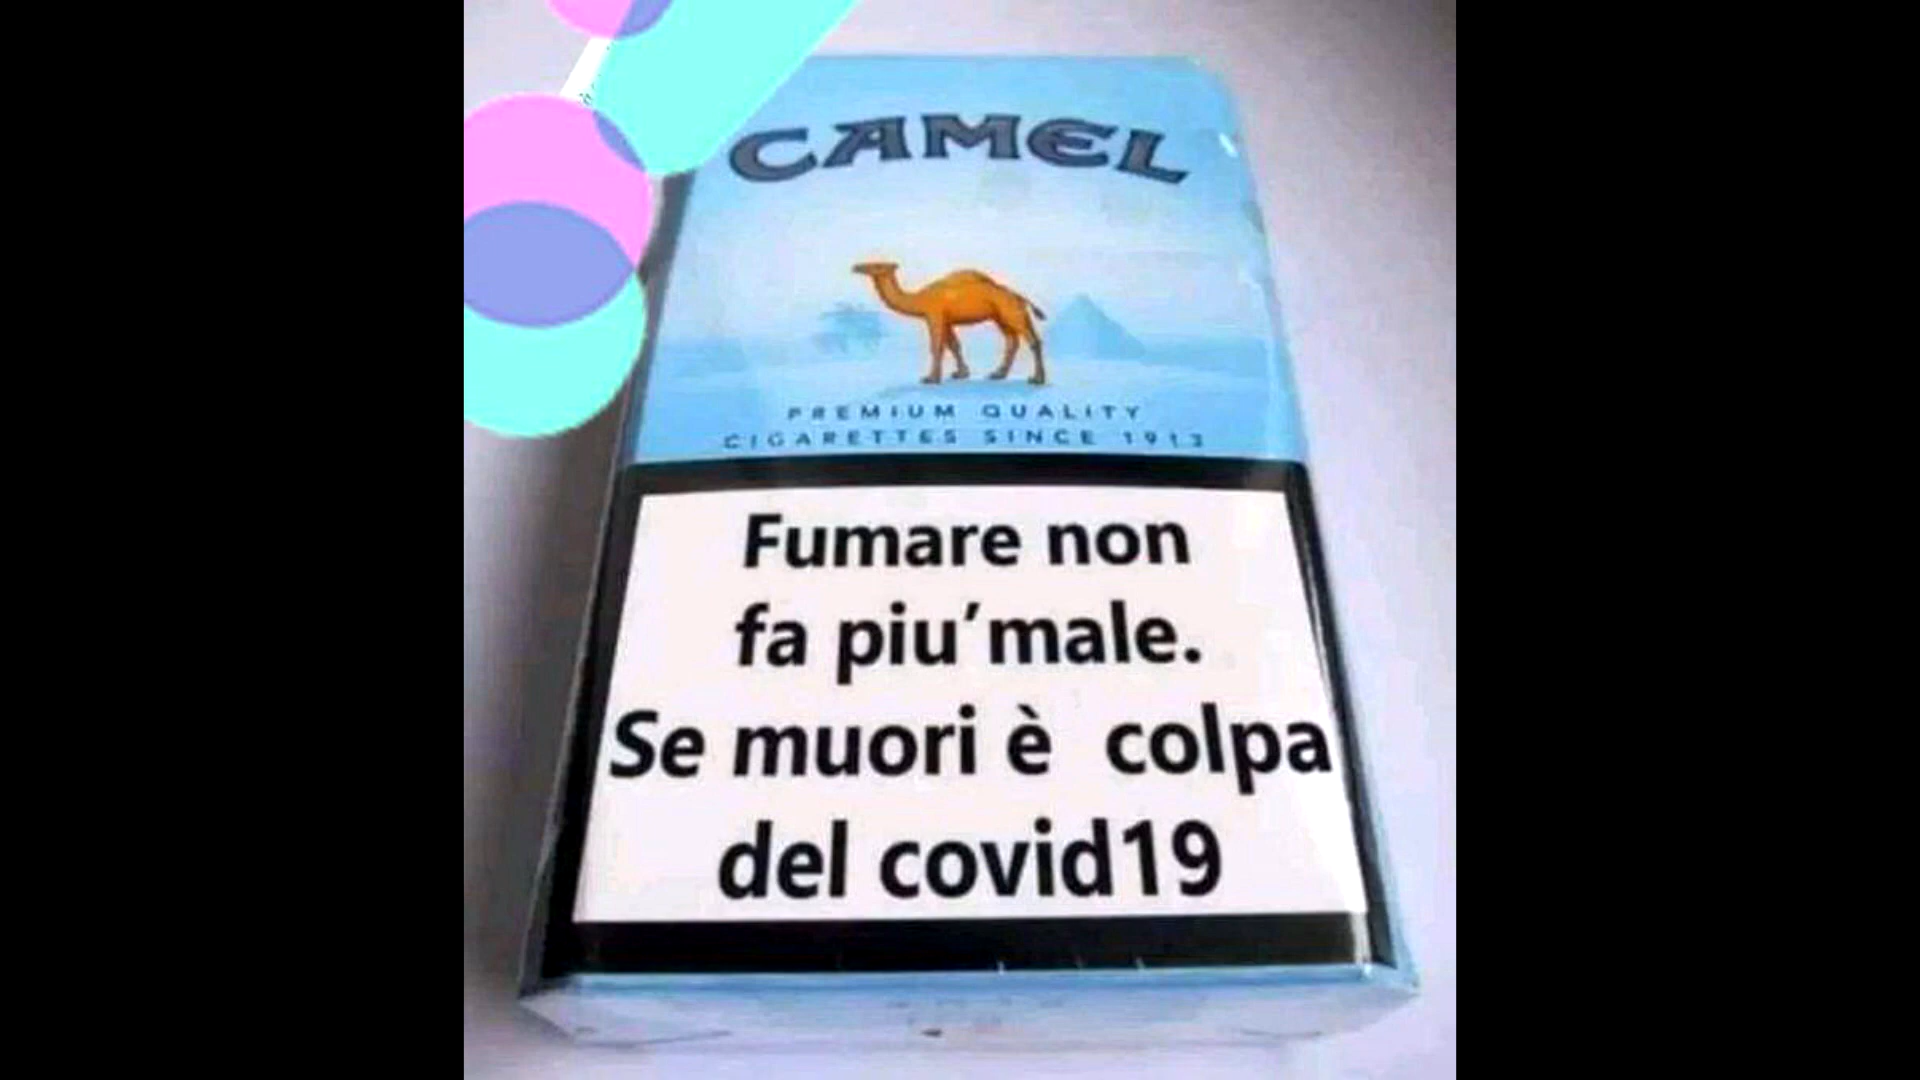 CAMEL
PREMIUM QUALITY
CIGARETTES SINCE 1913
Fumare non
fa piu'male.
Se muori è colpa
del covid19